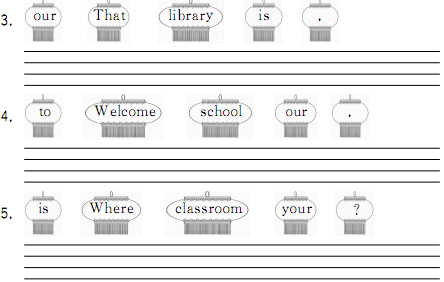 3. our That library is .
4. to Welcome school our .
5. is Where classroom your ?